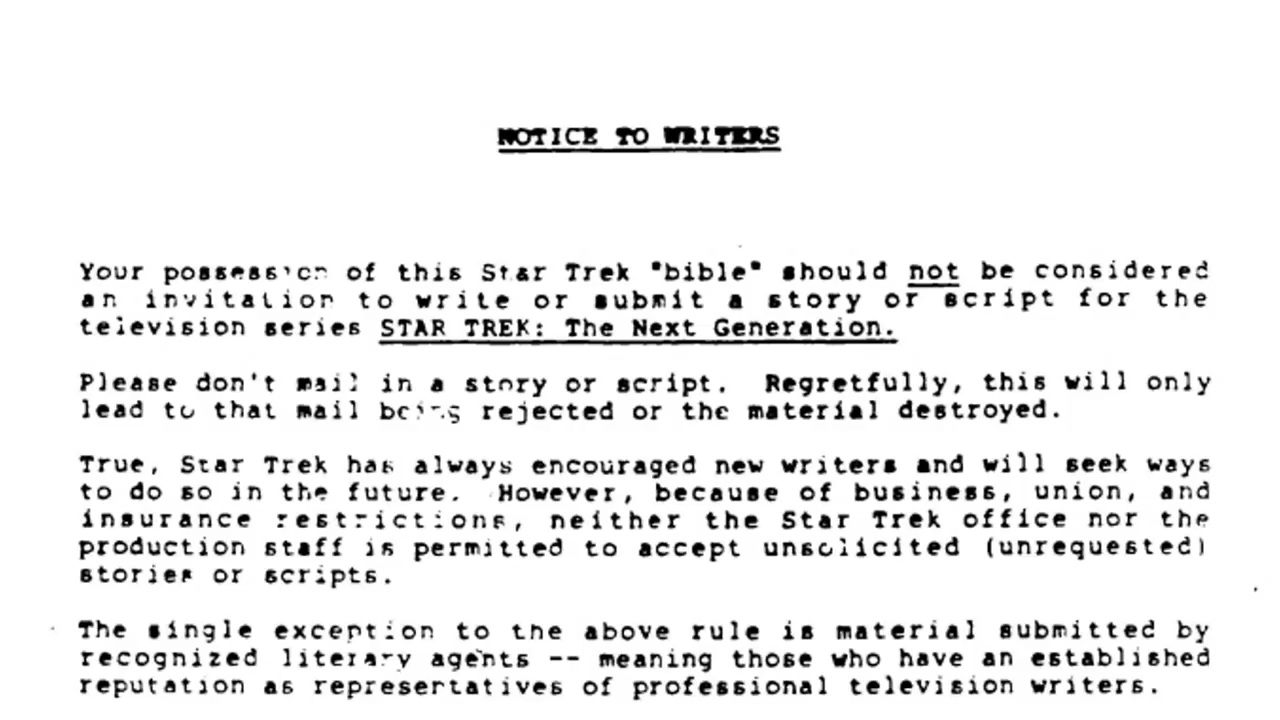 NOTICE TO WRITERS
Your possession of this Star Trek "bible" should not be considered
an invitation to write or submit a story or script for the
television series STAR TREK: The Next Generation.
Please don't mail in a story or script. Regretfully, this will only
lead to that mail being rejected or the material destroyed.
True, Star Trek has always encouraged new writers and will seek ways
to do so in the future. However, because of business, union, and
insurance restrictions, neither the Star Trek office nor the
production staff is permitted to accept unsolicited (unrequested)
stories or scripts.
The single exception to the above rule is material submitted by
recognized literary agents -- meaning those who have an established
reputation as representatives of professional television writers.